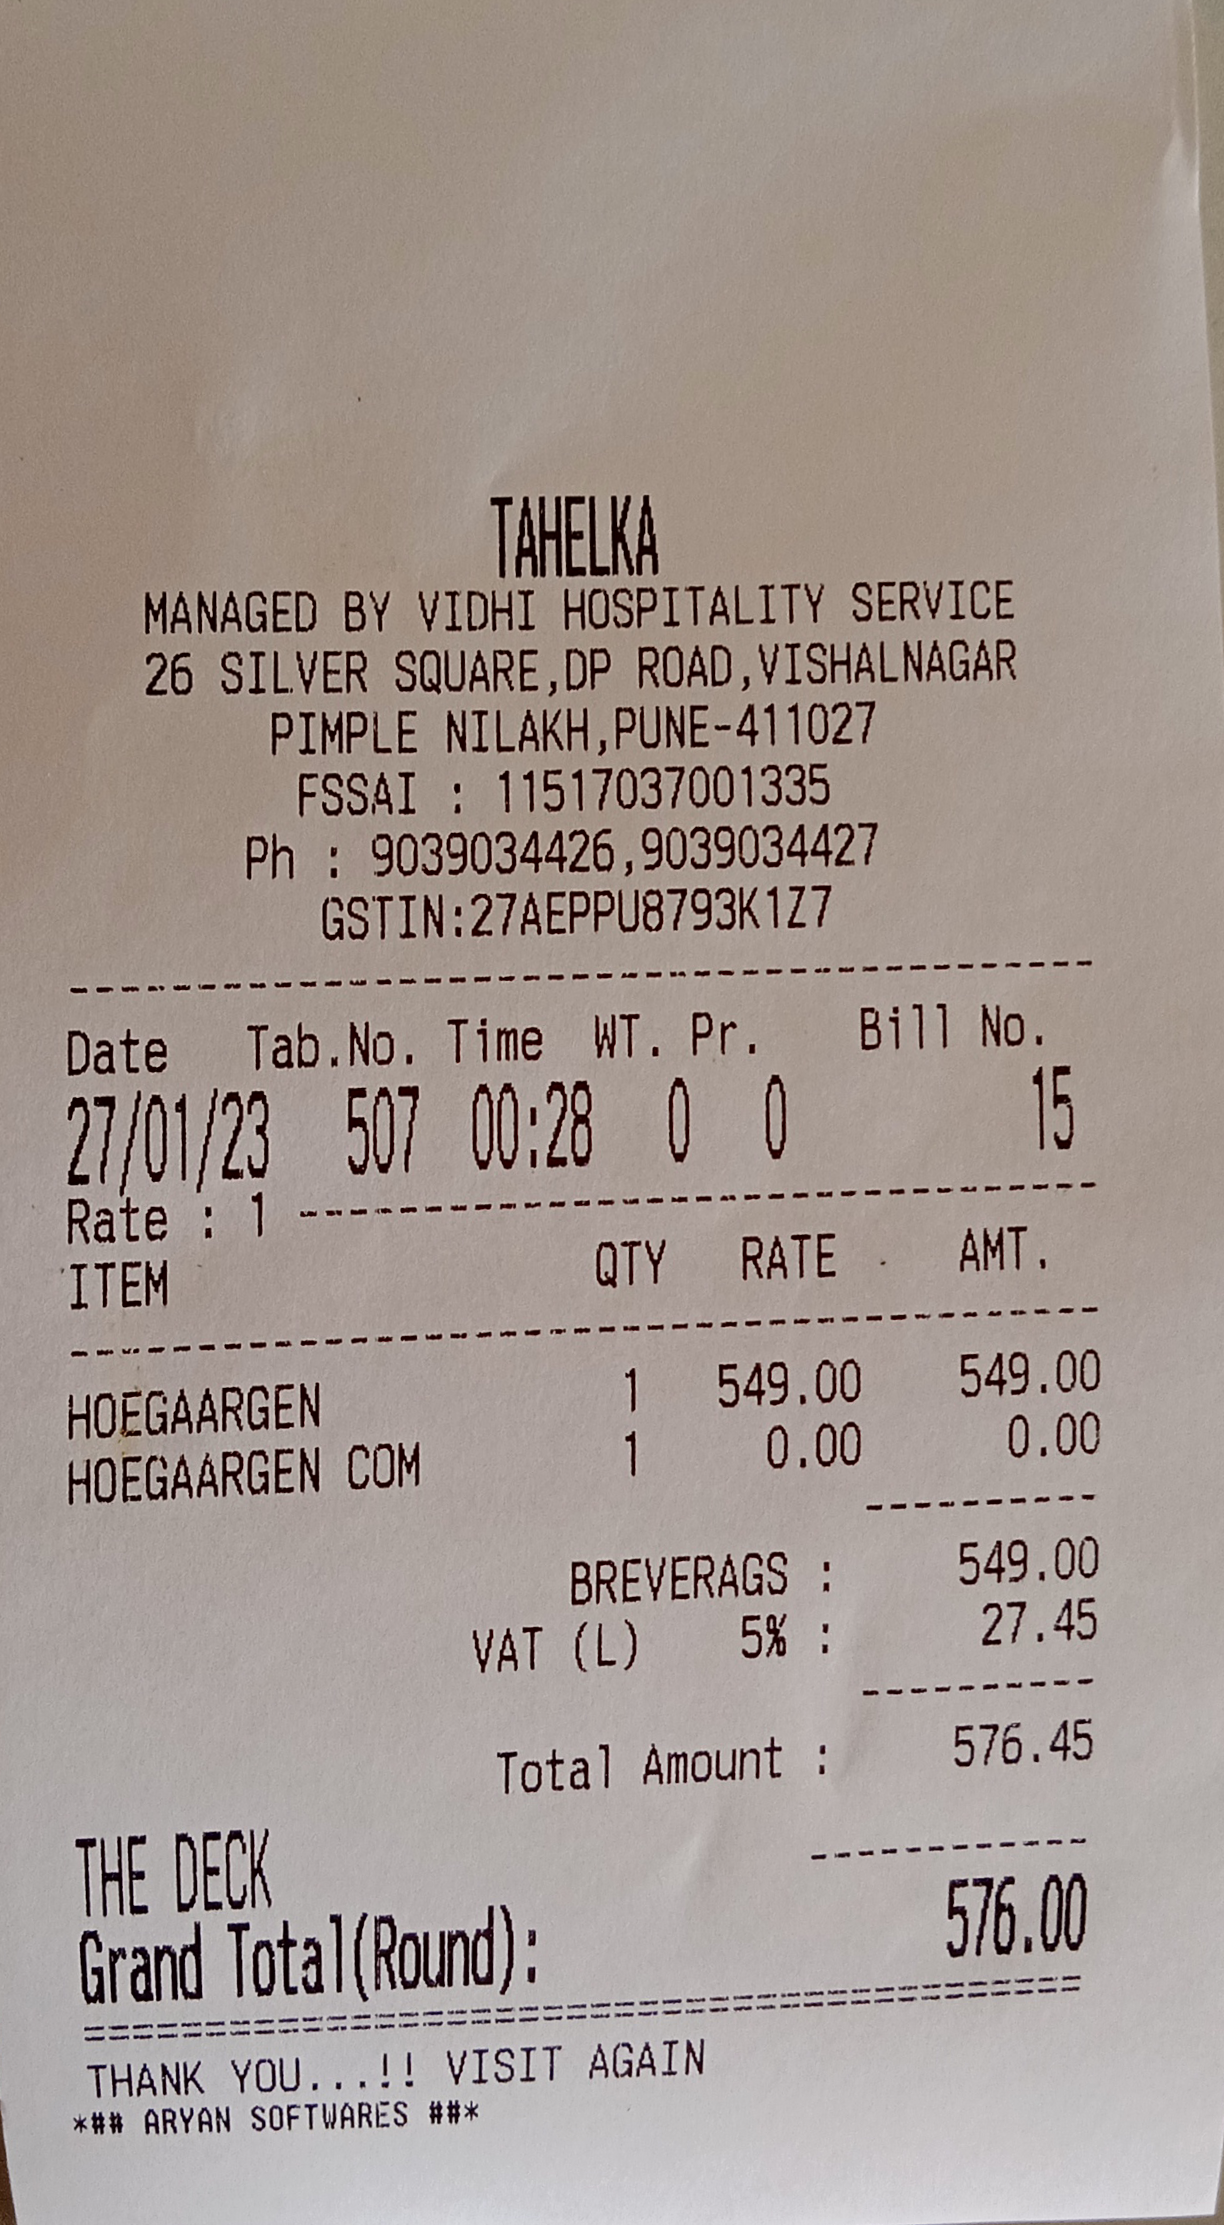 TAHELKA
MANAGED BY VIDHI HOSPITALITY SERVICE
26 SILVER SQUARE,DP ROAD,VISHALNAGAR
PIMPLE NILAKH,PUNE-411027
FSSAI : 11517037001335
Ph : 9039034426,9039034427
GSTIN:27AEPPU8793K1Z7
Date Tab.No. Time WT. Pr. Bill No.
27/01/23 507 00:28 0 0 15
Rate : 1
ITEM QTY RATE AMT.
HOEGAARGEN 1 549.00 549.00
HOEGAARGEN COM 1 0.00 0.00
BREVERAGS : 549.00
VAT (L) 5% : 27.45
Total Amount : 576.45
THE DECK
Grand Total(Round): 576.00
THANK YOU...!! VISIT AGAIN
*## ARYAN SOFTWARES ##*